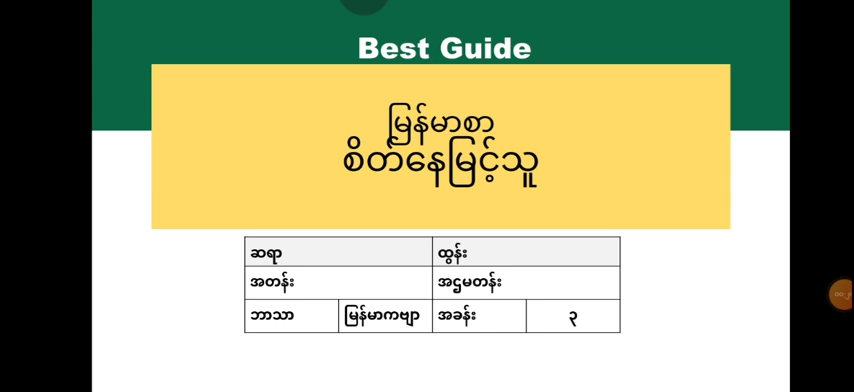 Best Guide
မြန်မာစာ
စိတ်နေမြင့်သူ
ဆရာ ထွန်း
အတန်း အဌမတန်း
ဘာသာ မြန်မာကဗျာ အခန်း ၃